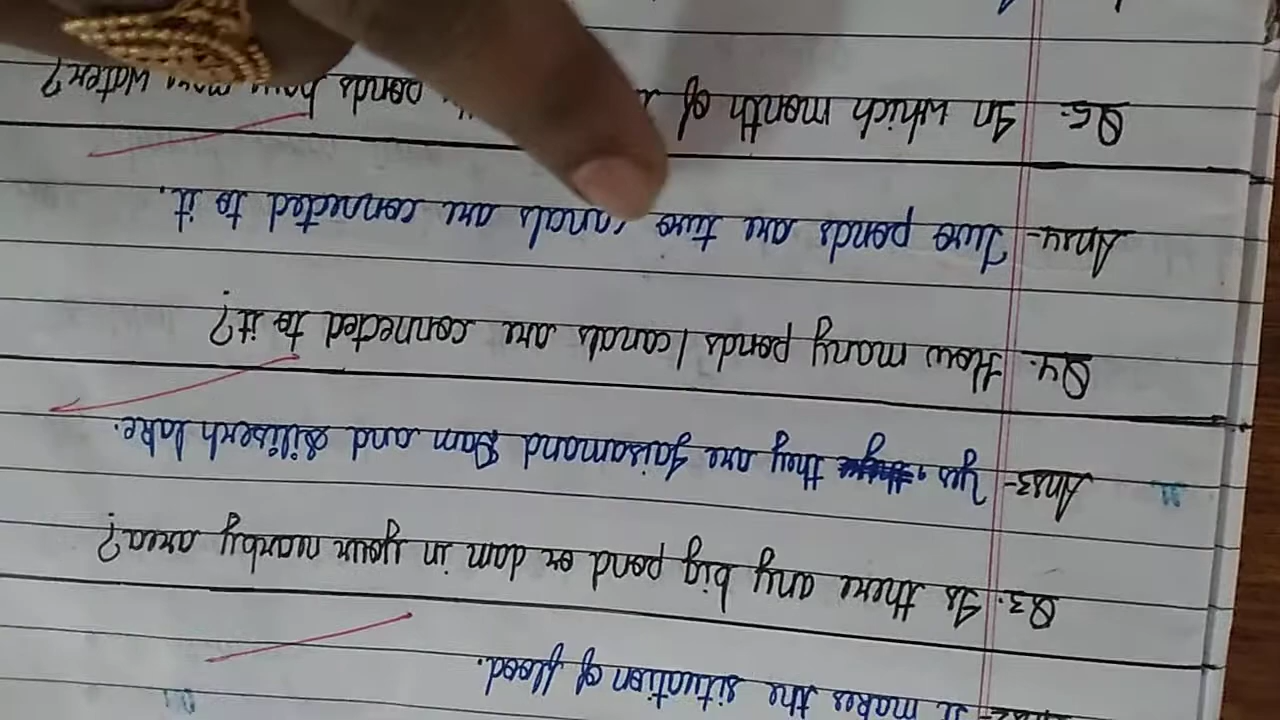 It makes the situation of flood.
Q3. Is there any big pond or dam in your nearby area?
Ans3- Yes, they are Jaisamand Dam and Siliserh lake.
Q4. How many ponds / canals are connected to it?
Ans4- Two ponds are two canals are connected to it.
Q5. In which month of ponds have more water?